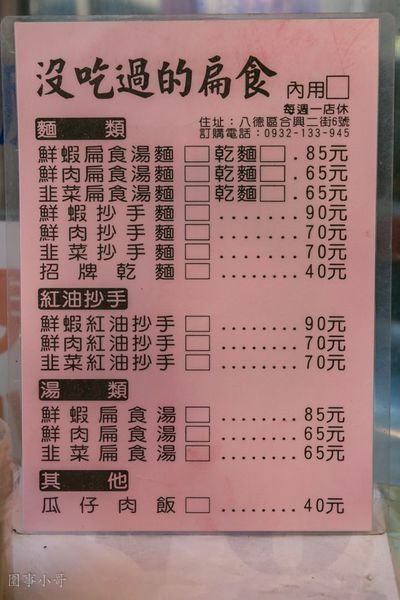 沒吃過的扁食 內用□
每週一店休
住址：八德區合興二街6號
訂購電話：0932-133-945
麵類
鮮蝦扁食湯麵□乾麵□.85元
鮮肉扁食湯麵□乾麵□.65元
韭菜扁食湯麵□乾麵□.65元
鮮蝦抄手麵□.......90元
鮮肉抄手麵□.......70元
韭菜抄手麵□.......70元
招牌乾麵□.......40元
紅油抄手
鮮蝦紅油抄手□........90元
鮮肉紅油抄手□........70元
韭菜紅油抄手□........70元
湯類
鮮蝦扁食湯□........85元
鮮肉扁食湯□........65元
韭菜扁食湯□........65元
其他
瓜仔肉飯□........40元
圍事小哥